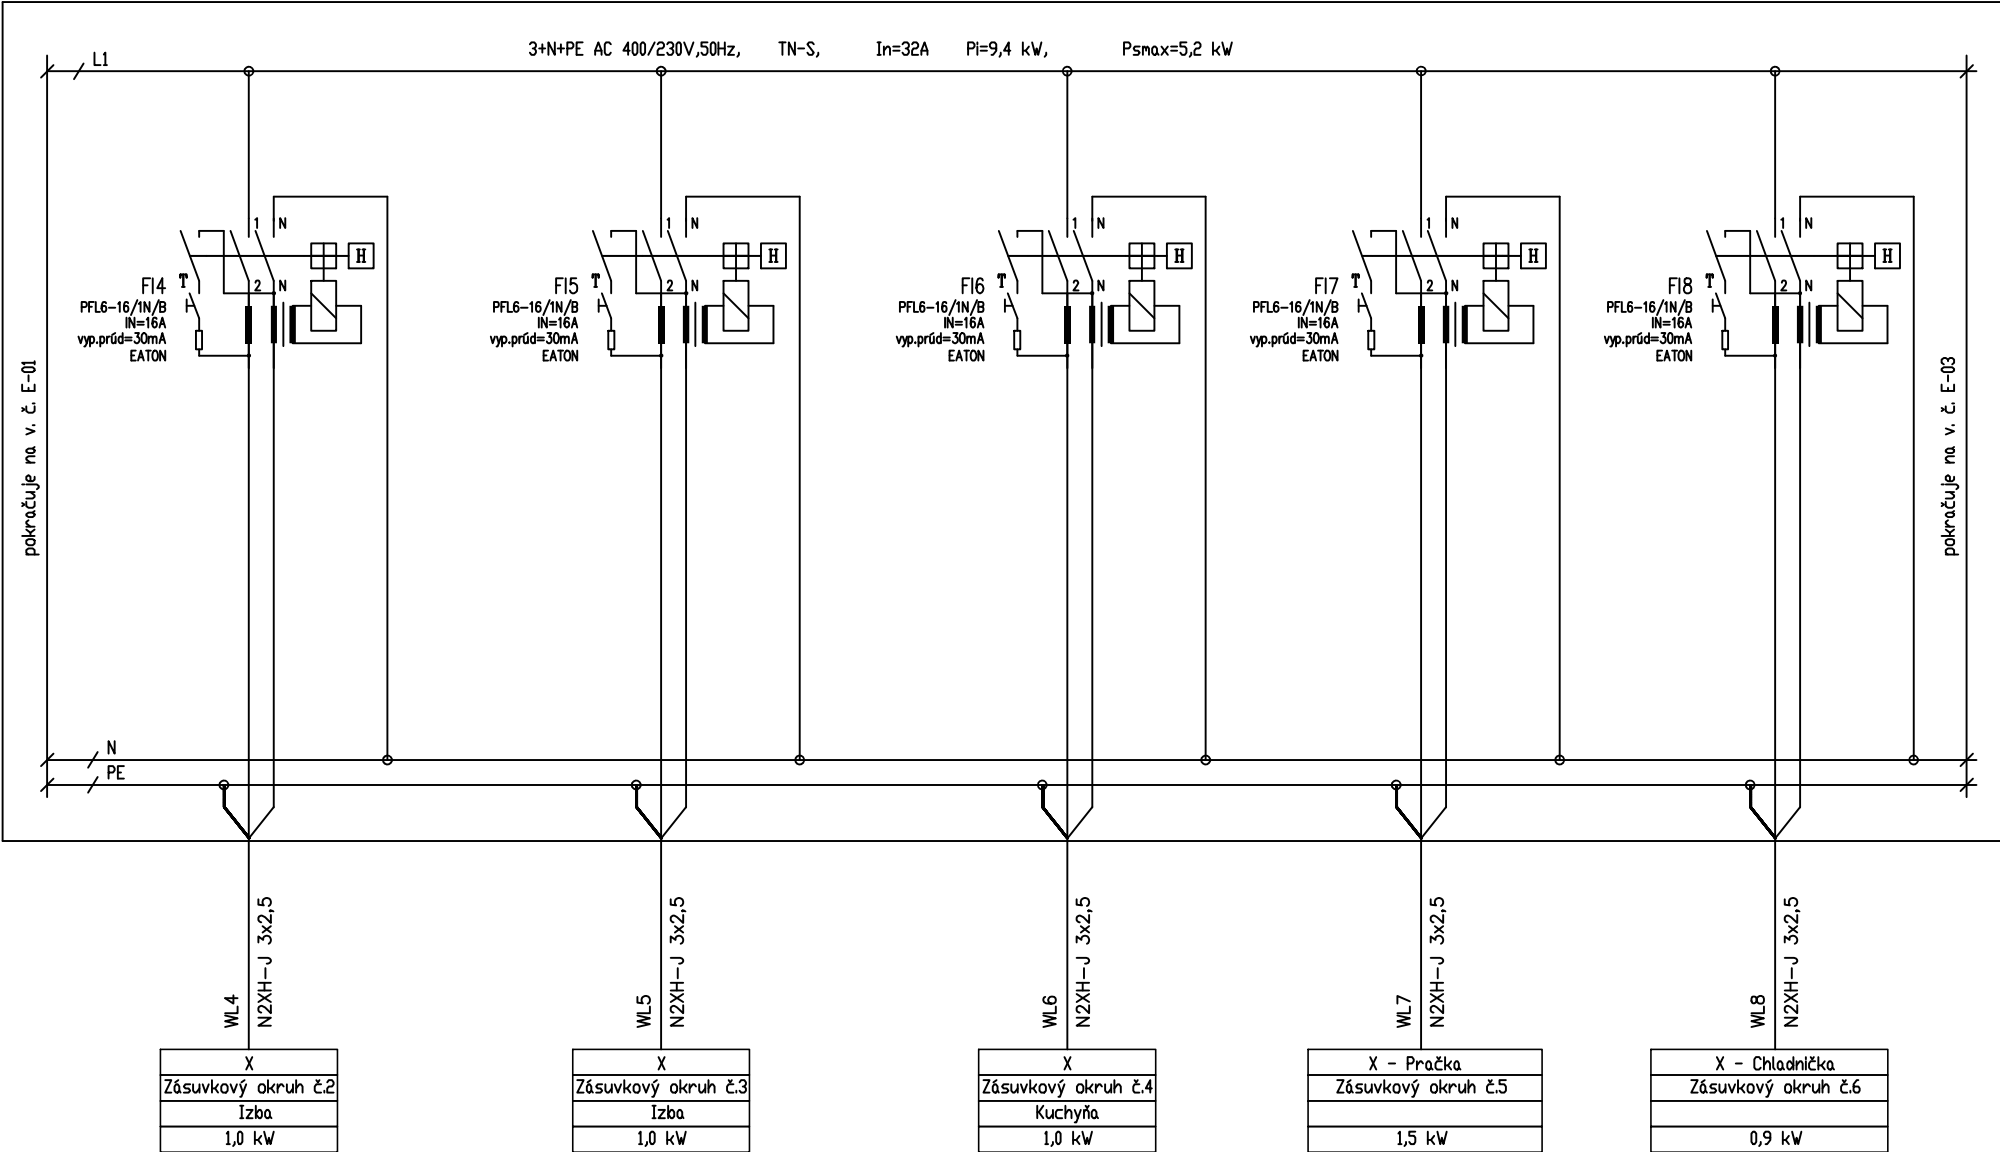 3+N+PE AC 400/230V,50Hz, TN-S, In=32A Pi=9,4 kW, Psmax=5,2 kW
L1
pokračuje na v. č. E-01
1 N
H
T
2 N
FI4
PFL6-16/1N/B
IN=16A
vyp.prúd=30mA
EATON
1 N
H
T
2 N
FI5
PFL6-16/1N/B
IN=16A
vyp.prúd=30mA
EATON
1 N
H
T
2 N
FI6
PFL6-16/1N/B
IN=16A
vyp.prúd=30mA
EATON
1 N
H
T
2 N
FI7
PFL6-16/1N/B
IN=16A
vyp.prúd=30mA
EATON
1 N
H
T
2 N
FI8
PFL6-16/1N/B
IN=16A
vyp.prúd=30mA
EATON
pokračuje na v. č. E-03
N
PE
WL4
N2XH-J 3x2,5
WL5
N2XH-J 3x2,5
WL6
N2XH-J 3x2,5
WL7
N2XH-J 3x2,5
WL8
N2XH-J 3x2,5
X
Zásuvkový okruh č.2
Izba
1,0 kW
X
Zásuvkový okruh č.3
Izba
1,0 kW
X
Zásuvkový okruh č.4
Kuchyňa
1,0 kW
X - Pračka
Zásuvkový okruh č.5
1,5 kW
X - Chladnička
Zásuvkový okruh č.6
0,9 kW